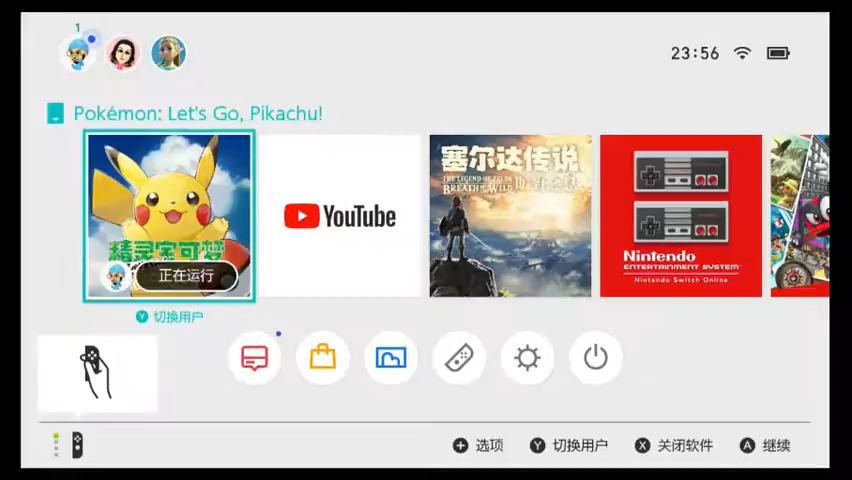 1
23:56
Pokémon: Let's Go, Pikachu!
精灵宝可梦
正在运行
YouTube
塞尔达传说
THE LEGEND OF ZELDA
BREATH OF THE WILD
Nintendo
ENTERTAINMENT SYSTEM™
Nintendo Switch Online
Y 切换用户
+ 选项
Y 切换用户
X 关闭软件
A 继续